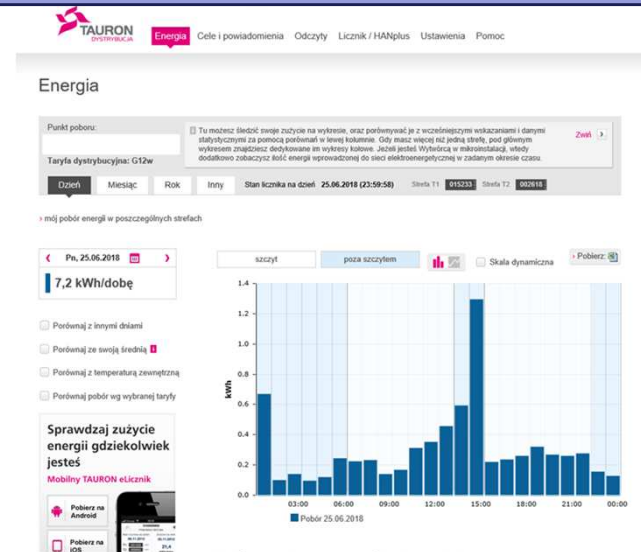 TAURON
DYSTRYBUCJA
Energia Cele i powiadomienia Odczyty Licznik / HANplus Ustawienia Pomoc
Energia
Punkt poboru:
Taryfa dystrybucyjna: G12w
Tu możesz śledzić swoje zużycie na wykresie, oraz porównywać je z wcześniejszymi wskazaniami i danymi
statystycznymi za pomocą porównań w lewej kolumnie. Gdy masz więcej niż jedną strefę, pod głównym
wykresem znajdziesz dedykowane im wykresy kołowe. Jeżeli jesteś Wytwórcą w mikroinstalacji, wtedy
dodatkowo zobaczysz ilość energii wprowadzonej do sieci elektroenergetycznej w zadanym okresie czasu.
Zwiń
Dzień Miesiąc Rok Inny Stan licznika na dzień 25.06.2018 (23:59:58) Strefa T1 015233 Strefa T2 002618
mój pobór energii w poszczególnych strefach
Pn, 25.06.2018
7,2 kWh/dobę
szczyt poza szczytem Skala dynamiczna Pobierz:
Porównaj z innymi dniami
Porównaj ze swoją średnią
Porównaj z temperaturą zewnętrzną
Porównaj pobór wg wybranej taryfy
kWh
1.4
1.2
1.0
0.8
0.6
0.4
0.2
0.0
03:00 06:00 09:00 12:00 15:00 18:00 21:00 00:00
Pobór 25.06.2018
Sprawdzaj zużycie
energii gdziekolwiek
jesteś
Mobilny TAURON eLicznik
Pobierz na
Android
Pobierz na
iOS
21,4